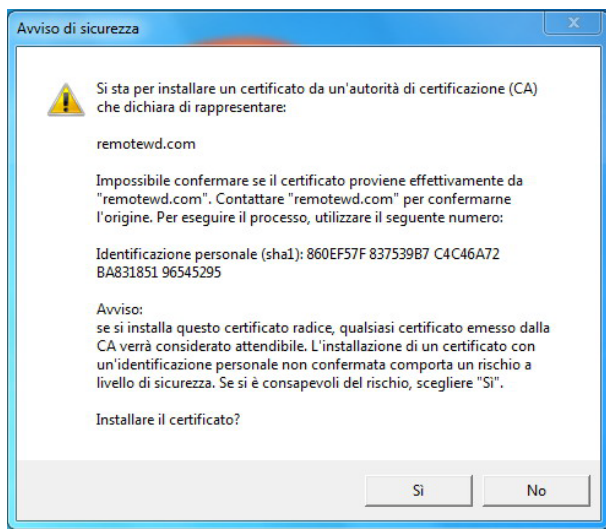 Avviso di sicurezza
X
Si sta per installare un certificato da un'autorità di certificazione (CA)
che dichiara di rappresentare:
remotewd.com
Impossibile confermare se il certificato proviene effettivamente da
"remotewd.com". Contattare "remotewd.com" per confermarne
l'origine. Per eseguire il processo, utilizzare il seguente numero:
Identificazione personale (sha1): 860EF57F 837539B7 C4C46A72
BA831851 96545295
Avviso:
se si installa questo certificato radice, qualsiasi certificato emesso dalla
CA verrà considerato attendibile. L'installazione di un certificato con
un'identificazione personale non confermata comporta un rischio a
livello di sicurezza. Se si è consapevoli del rischio, scegliere "Sì".
Installare il certificato?
Sì No